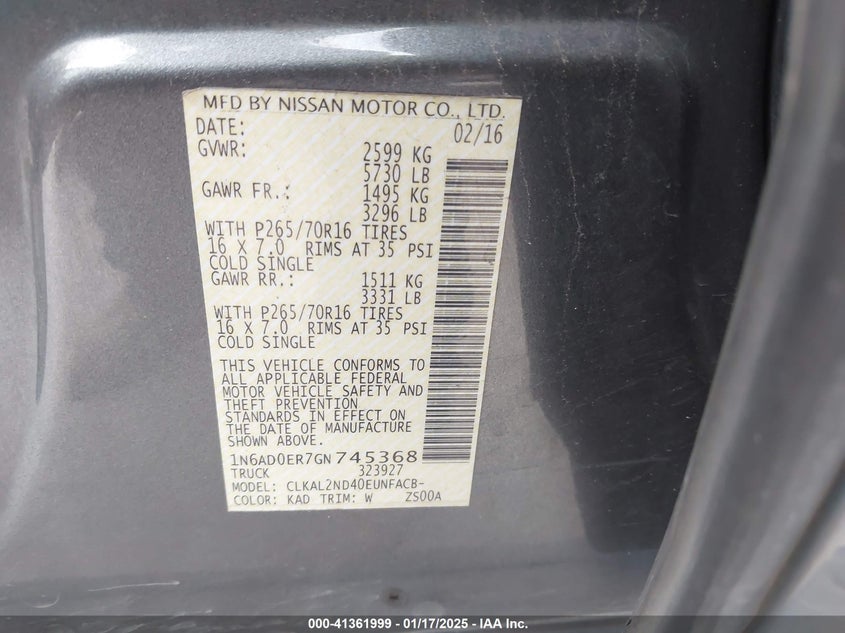 MFD BY NISSAN MOTOR CO., LTD.
DATE: 02/16
GVWR: 2599 KG
5730 LB
GAWR FR.: 1495 KG
3296 LB
WITH P265/70R16 TIRES
16 X 7.0 RIMS AT 35 PSI
COLD SINGLE
GAWR RR.: 1511 KG
3331 LB
WITH P265/70R16 TIRES
16 X 7.0 RIMS AT 35 PSI
COLD SINGLE
THIS VEHICLE CONFORMS TO
ALL APPLICABLE FEDERAL
MOTOR VEHICLE SAFETY AND
THEFT PREVENTION
STANDARDS IN EFFECT ON
THE DATE OF MANUFACTURE
SHOWN ABOVE.
1N6AD0ER7GN745368
TRUCK 323927
MODEL: CLKAL2ND40EUNFACB-
COLOR: KAD TRIM: W ZS00A
000-41361999 - 01/17/2025 - IAA Inc.